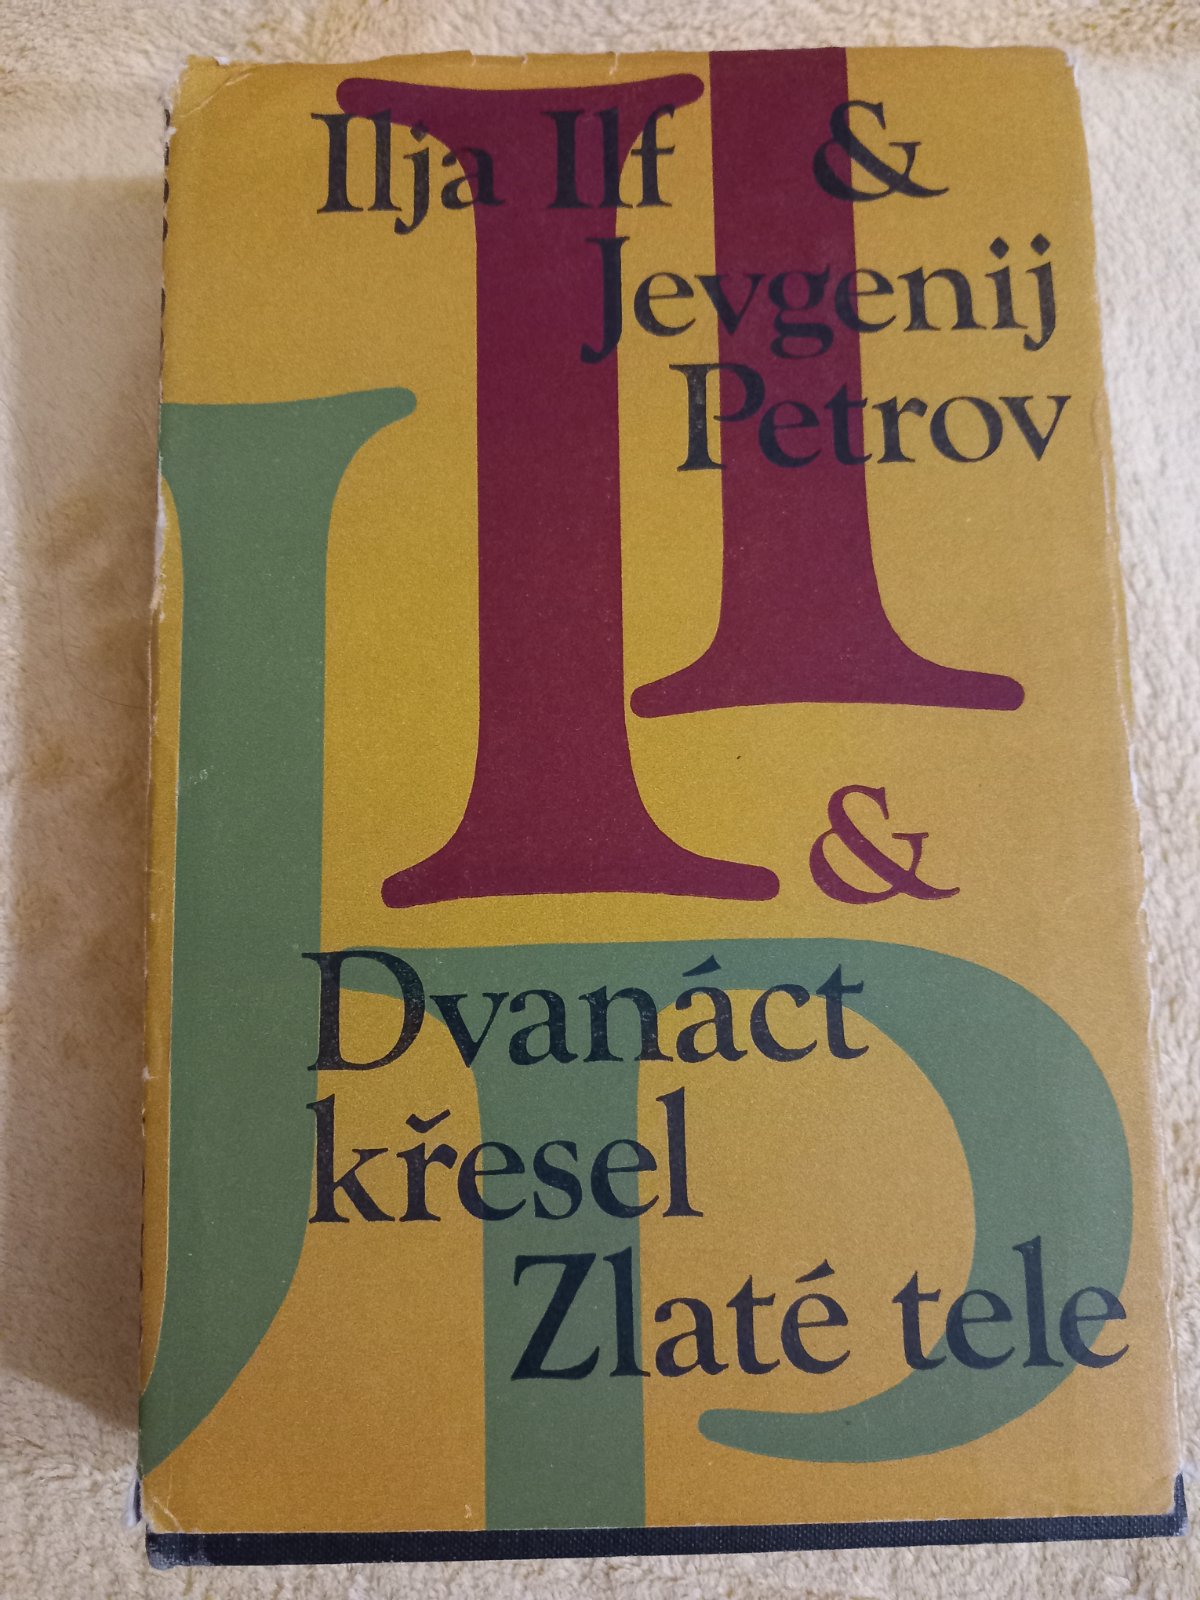 Ilja Ilf &
Jevgenij
Petrov
&
Dvanáct
křesel
Zlaté tele